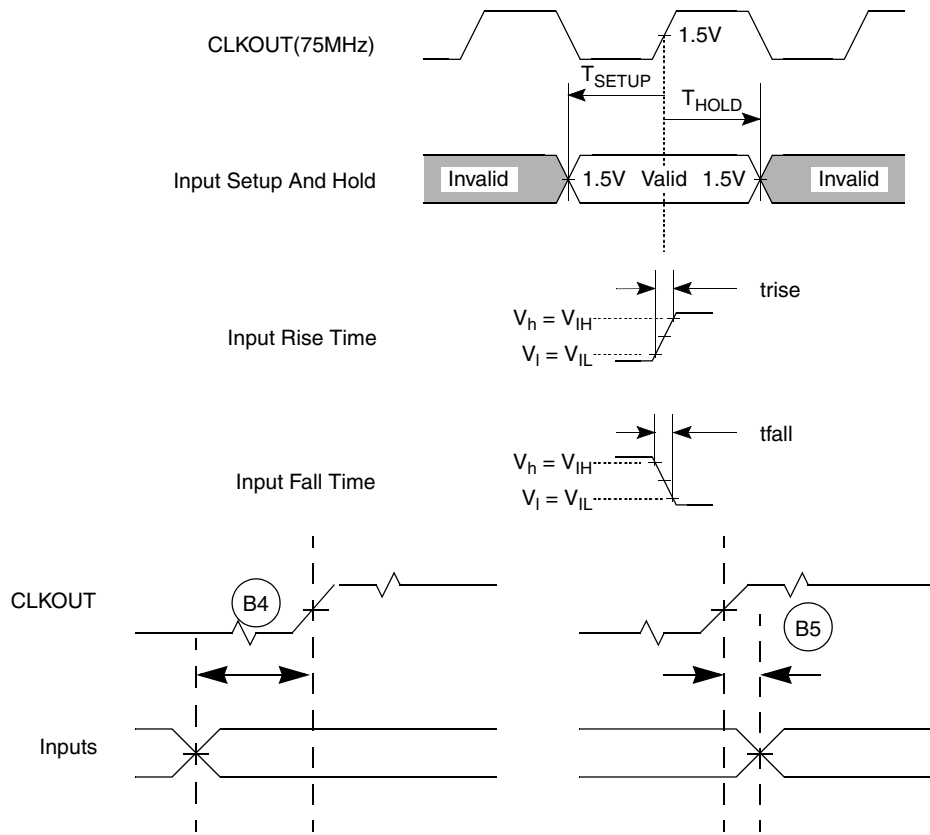 CLKOUT(75MHz)
1.5V
TSETUP
THOLD
Input Setup And Hold
Invalid
1.5V Valid 1.5V
Invalid
trise
Input Rise Time
Vh = VIH
Vl = VIL
tfall
Input Fall Time
Vh = VIH
Vl = VIL
CLKOUT
B4
B5
Inputs